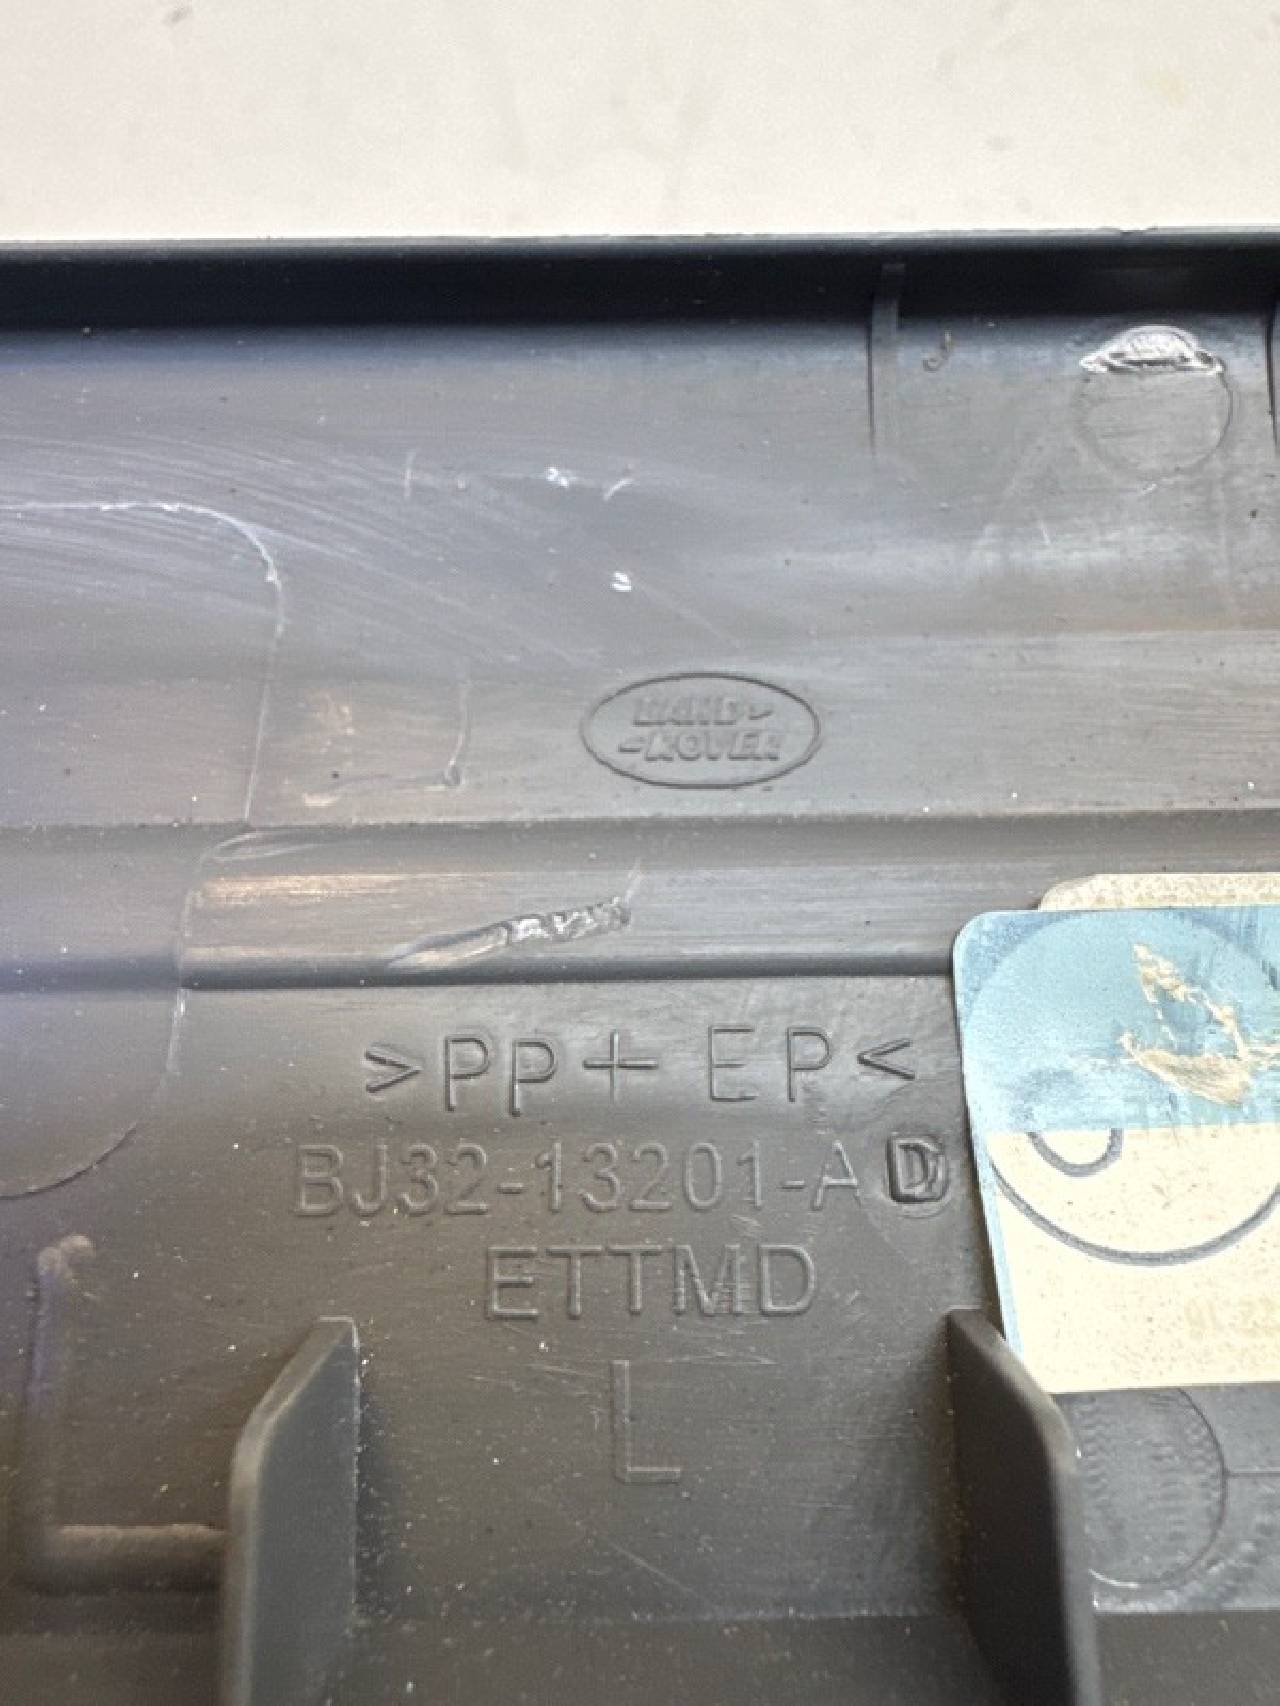 LAND-
-ROVER
>PP+ EP<
BJ32-13201-AD
ETTMD
L